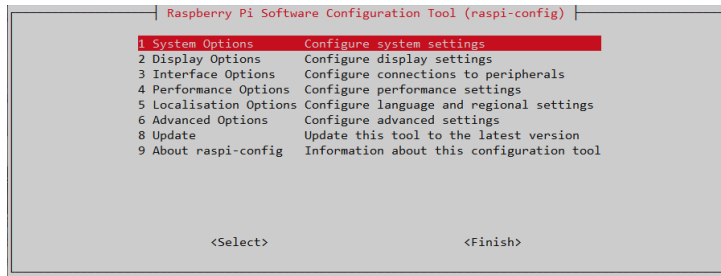 Raspberry Pi Software Configuration Tool (raspi-config)
1 System Options Configure system settings
2 Display Options Configure display settings
3 Interface Options Configure connections to peripherals
4 Performance Options Configure performance settings
5 Localisation Options Configure language and regional settings
6 Advanced Options Configure advanced settings
8 Update Update this tool to the latest version
9 About raspi-config Information about this configuration tool
<Select> <Finish>